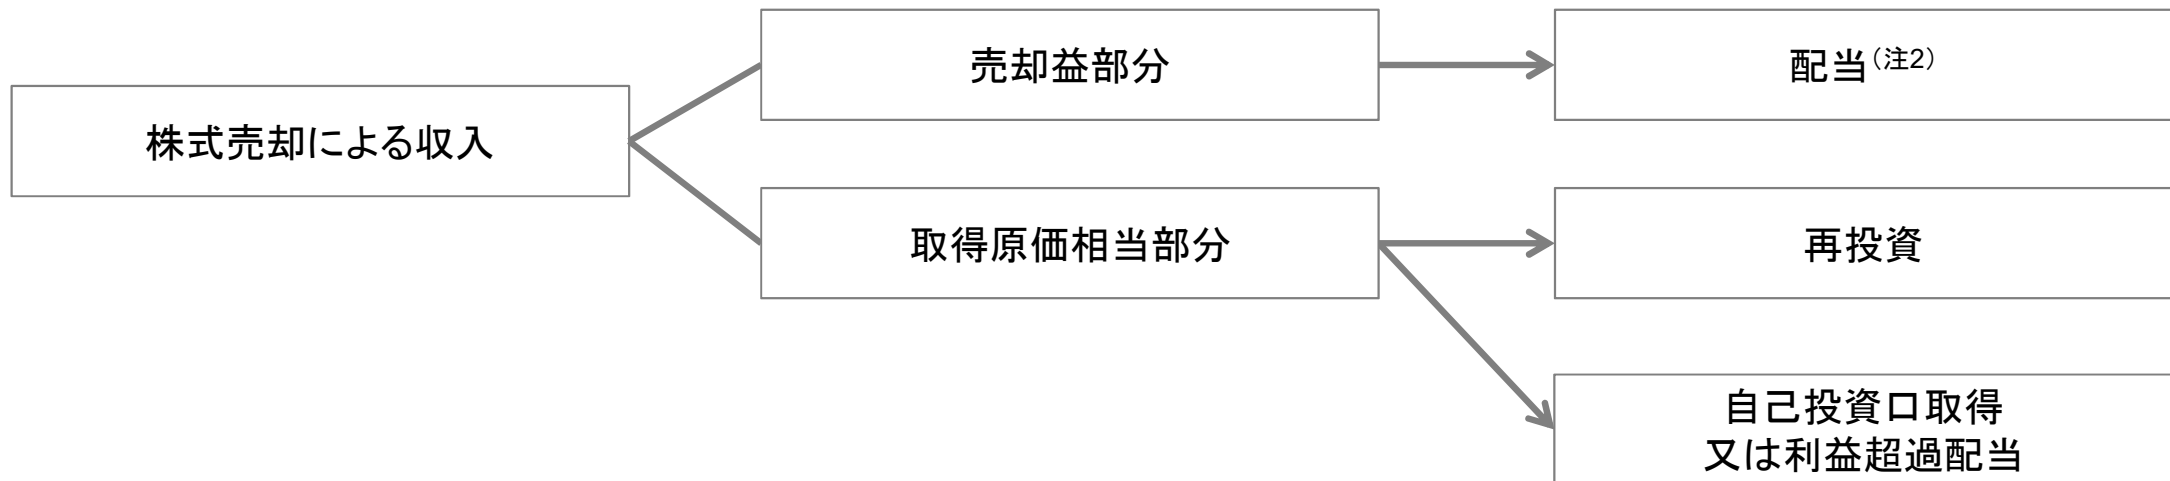 株式売却による収入
売却益部分
配当(注2)
取得原価相当部分
再投資
自己投資口取得
又は利益超過配当